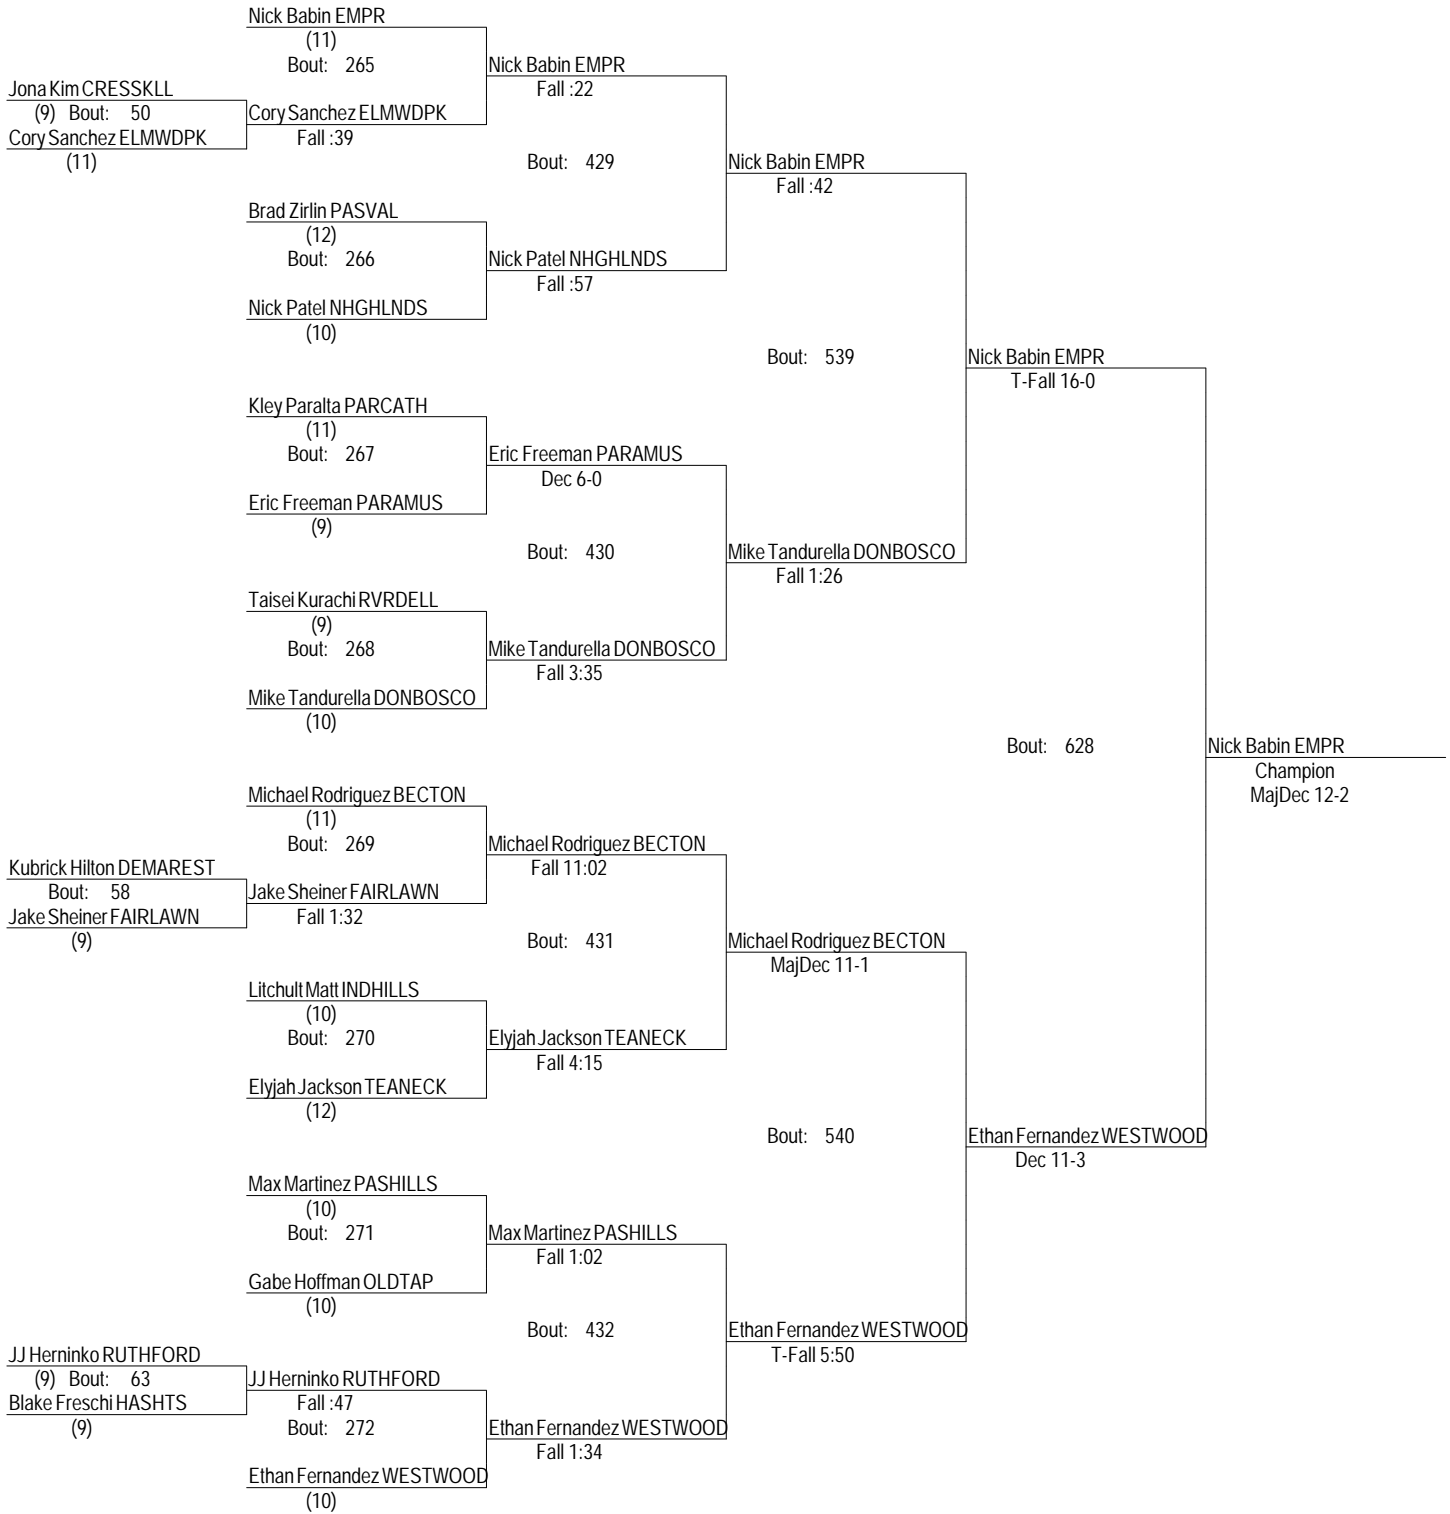 Nick Babin EMPR
(11)
Bout: 265
Nick Babin EMPR
Fall :22
Jona Kim CRESSKLL
(9) Bout: 50
Cory Sanchez ELMWDPK
Cory Sanchez ELMWDPK
Fall :39
(11)
Bout: 429
Nick Babin EMPR
Fall :42
Brad Zirlin PASVAL
(12)
Bout: 266
Nick Patel NHGHLNDS
Fall :57
Nick Patel NHGHLNDS
(10)
Bout: 539
Nick Babin EMPR
T-Fall 16-0
Kley Paralta PARCATH
(11)
Bout: 267
Eric Freeman PARAMUS
Dec 6-0
Eric Freeman PARAMUS
(9)
Bout: 430
Mike Tandurella DONBOSCO
Fall 1:26
Taisei Kurachi RVRDELL
(9)
Bout: 268
Mike Tandurella DONBOSCO
Fall 3:35
Mike Tandurella DONBOSCO
(10)
Bout: 628
Nick Babin EMPR
Champion
MajDec 12-2
Michael Rodriguez BECTON
(11)
Bout: 269
Michael Rodriguez BECTON
Fall 11:02
Kubrick Hilton DEMAREST
Bout: 58
Jake Sheiner FAIRLAWN
Jake Sheiner FAIRLAWN
Fall 1:32
(9)
Bout: 431
Michael Rodriguez BECTON
MajDec 11-1
Litchult Matt INDHILLS
(10)
Bout: 270
Elyjah Jackson TEANECK
Fall 4:15
Elyjah Jackson TEANECK
(12)
Bout: 540
Ethan Fernandez WESTWOOD
Dec 11-3
Max Martinez PASHILLS
(10)
Bout: 271
Max Martinez PASHILLS
Fall 1:02
Gabe Hoffman OLDTAP
(10)
Bout: 432
Ethan Fernandez WESTWOOD
T-Fall 5:50
JJ Herninko RUTHFORD
(9) Bout: 63
Blake Freschi HASHTS
(9)
JJ Herninko RUTHFORD
Fall :47
Bout: 272
Ethan Fernandez WESTWOOD
Fall 1:34
Ethan Fernandez WESTWOOD
(10)